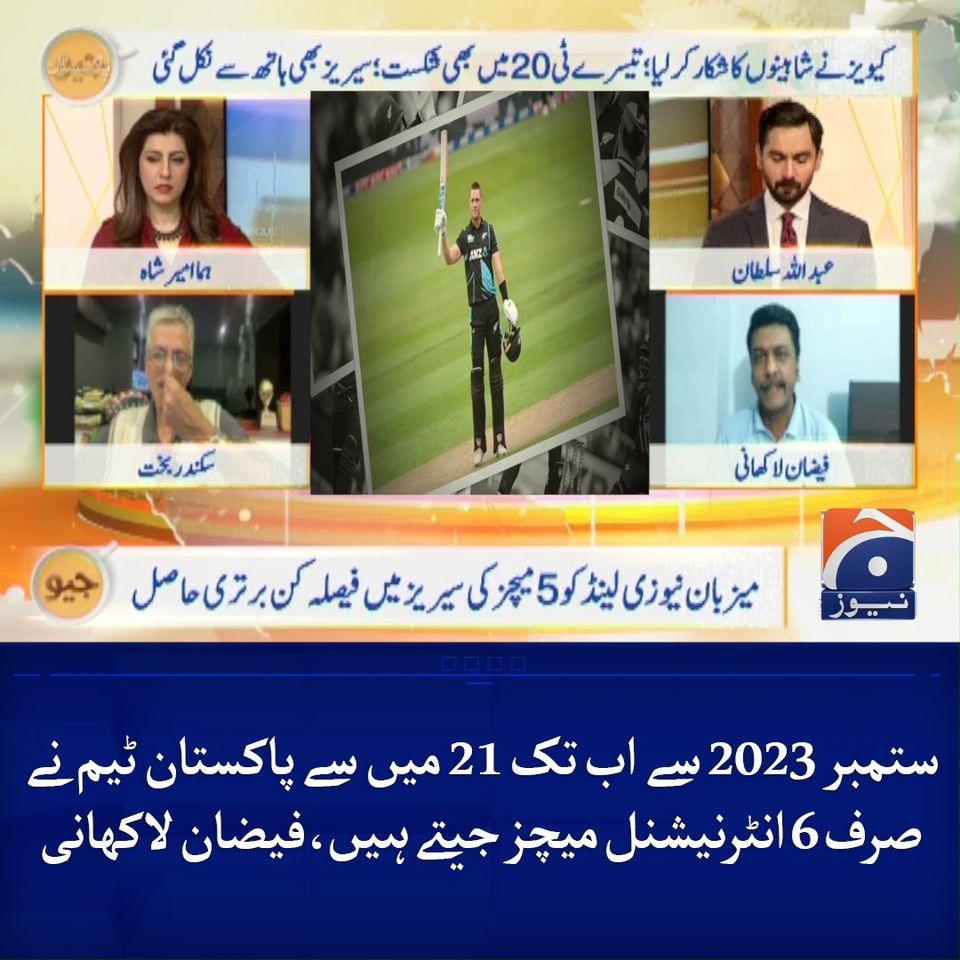 کیویز نے شاہینوں کا شکار کر لیا؛ تیسرے ٹی 20 میں بھی شکست؛ سیریز بھی ہاتھ سے نکل گئی
ہما امیر شاہ
عبداللہ سلطان
ANZ
سکندر بخت
فیضان لاکھانی
جیو
میزبان نیوزی لینڈ کو 5 میچز کی سیریز میں فیصلہ کن برتری حاصل
نیوز
ستمبر 2023 سے اب تک 21 میں سے پاکستان ٹیم نے
صرف 6 انٹرنیشنل میچز جیتے ہیں، فیضان لاکھانی